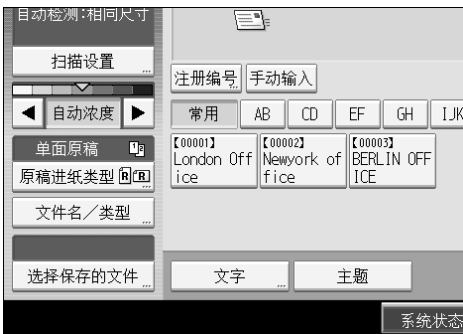 自动检测:相同尺寸
扫描设置
自动浓度
单面原稿
原稿进纸类型
文件名／类型
选择保存的文件
注册编号 手动输入
常用 AB CD EF GH IJK
【00001】
London Off
ice
【00002】
Newyork of
fice
【00003】
BERLIN OFF
ICE
文字 主题
系统状态